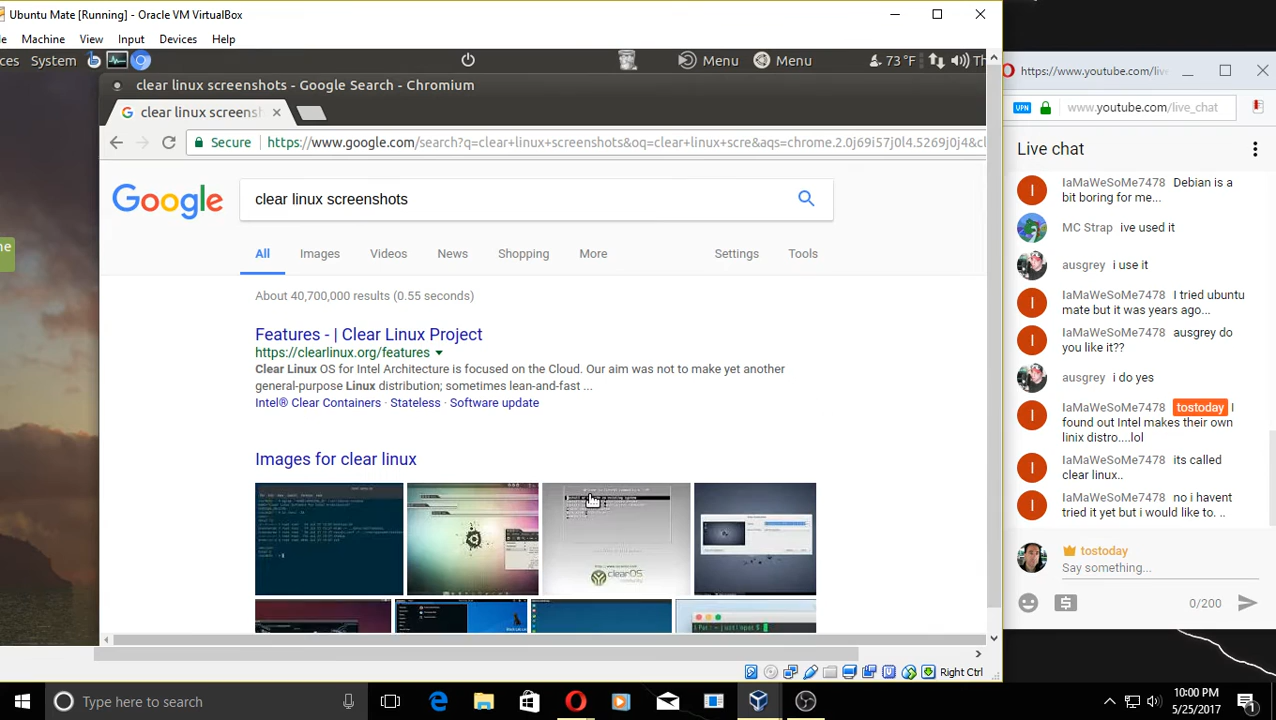 Ubuntu Mate [Running] - Oracle VM VirtualBox
Machine View Input Devices Help
ces System Menu Menu 73 °F Th
clear linux screenshots - Google Search - Chromium
clear linux screensh
Secure https://www.google.com/search?q=clear+linux+screenshots&oq=clear+linux+scre&aqs=chrome.2.0j69i57j0l4.5269j0j4&cl
Google
clear linux screenshots
All Images Videos News Shopping More Settings Tools
About 40,700,000 results (0.55 seconds)
Features - | Clear Linux Project
https://clearlinux.org/features
Clear Linux OS for Intel Architecture is focused on the Cloud. Our aim was not to make yet another
general-purpose Linux distribution; sometimes lean-and-fast ...
Intel® Clear Containers · Stateless · Software update
Images for clear linux
clearOS
me
Right Ctrl
https://www.youtube.com/live
VPN www.youtube.com/live_chat
Live chat
IaMaWeSoMe7478 Debian is a
bit boring for me...
MC Strap ive used it
ausgrey i use it
IaMaWeSoMe7478 I tried ubuntu
mate but it was years ago...
IaMaWeSoMe7478 ausgrey do
you like it??
ausgrey i do yes
IaMaWeSoMe7478 tostoday I
found out Intel makes their own
linix distro....lol
IaMaWeSoMe7478 its called
clear linux...
IaMaWeSoMe7478 no i havent
tried it yet but i would like to. ..
tostoday
Say something...
0/200
Type here to search
10:00 PM
5/25/2017
1